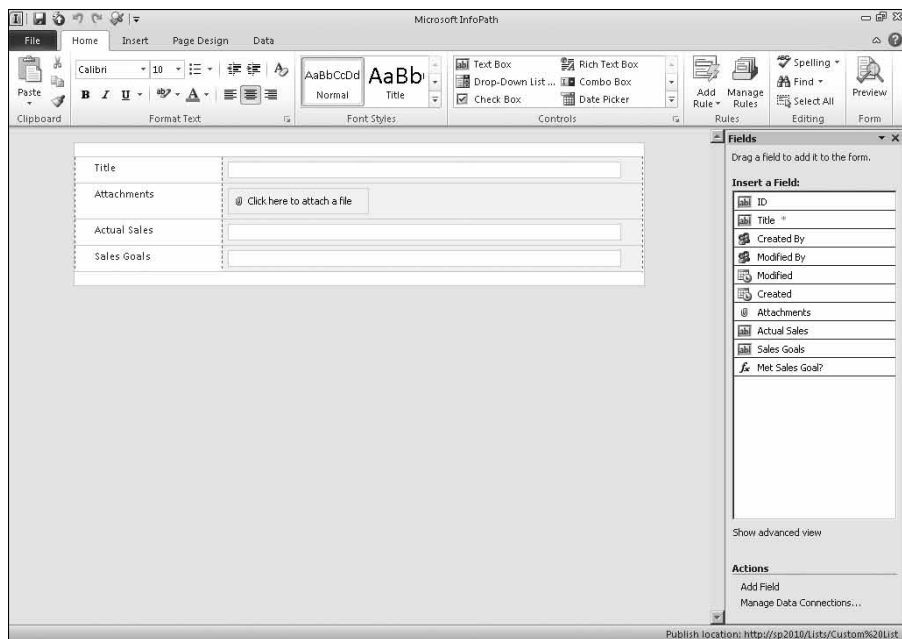 Microsoft InfoPath
File Home Insert Page Design Data
Paste
Clipboard
Calibri 10
B I U A
Format Text
AaBbCcDd
Normal
AaBb
Title
Font Styles
Text Box
Rich Text Box
Drop-Down List ...
Combo Box
Check Box
Date Picker
Controls
Add Rule
Manage Rules
Rules
Spelling
Find
Select All
Editing
Preview
Form
Title
Attachments
Click here to attach a file
Actual Sales
Sales Goals
Fields
Drag a field to add it to the form.
Insert a Field:
ID
Title *
Created By
Modified By
Modified
Created
Attachments
Actual Sales
Sales Goals
fx Met Sales Goal?
Show advanced view
Actions
Add Field
Manage Data Connections...
Publish location: http://sp2010/Lists/Custom%20List